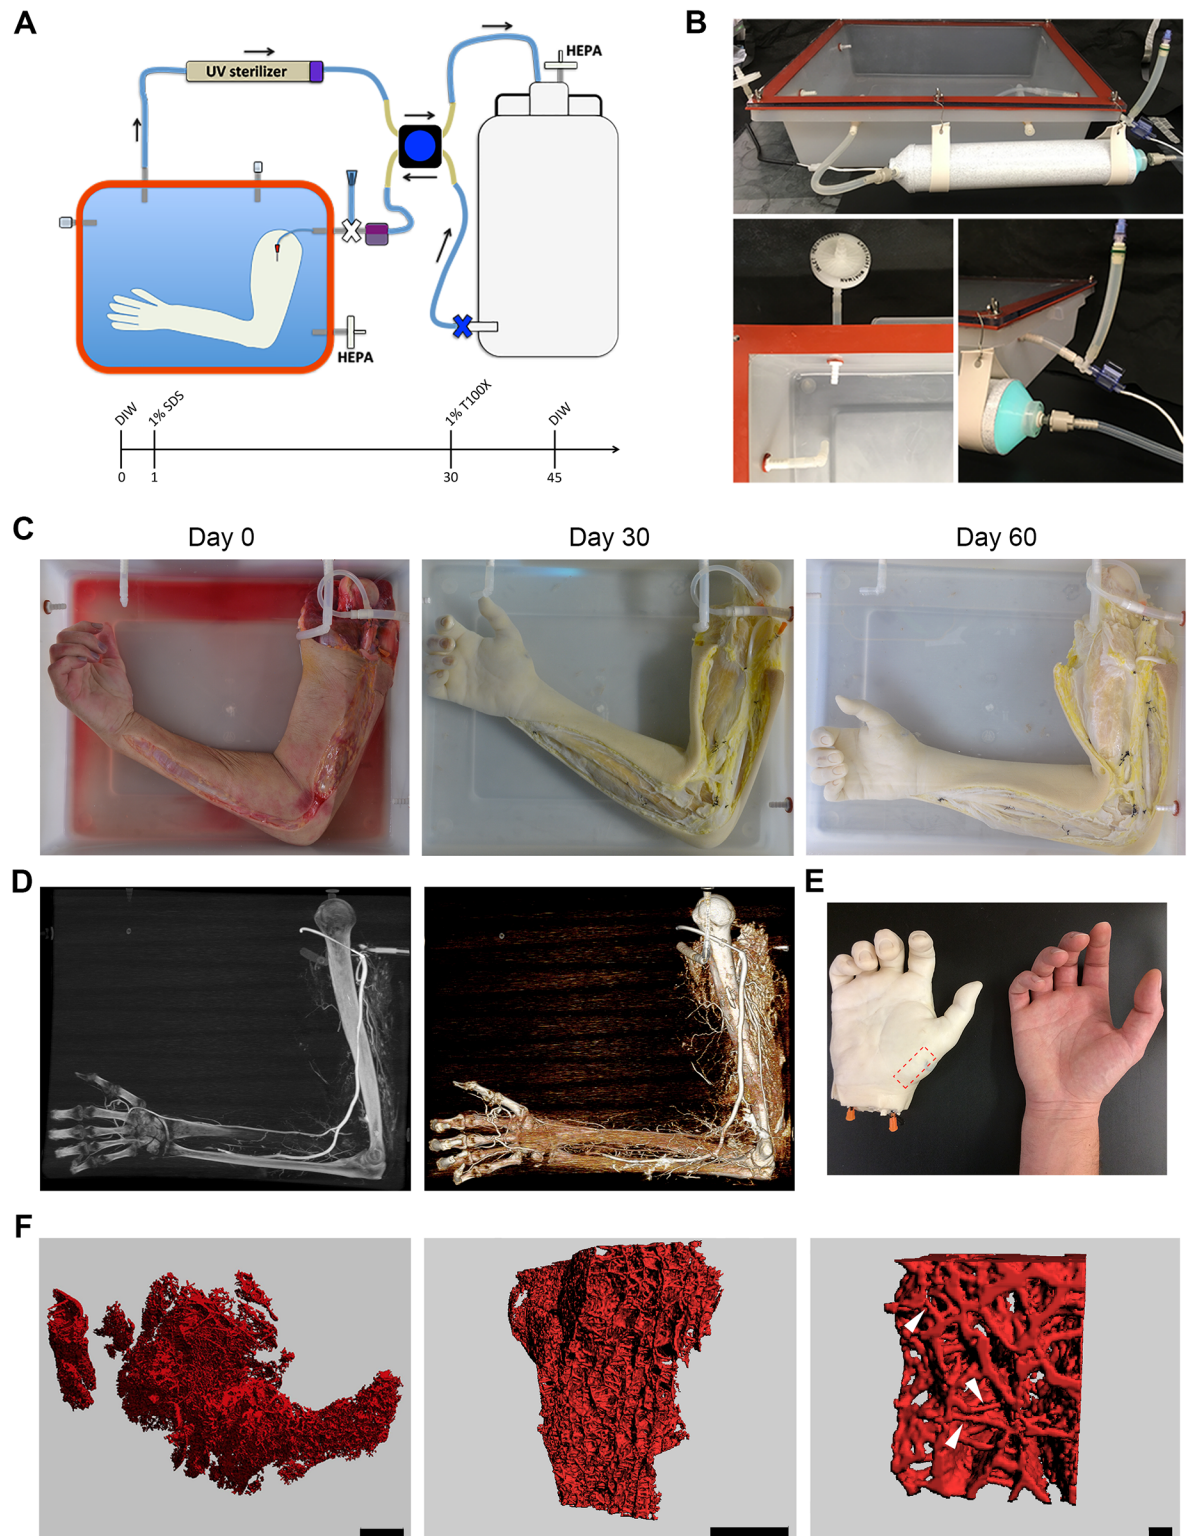 A
UV sterilizer
HEPA
HEPA
DIW
1% SDS
1% T100X
DIW
0
1
30
45
B
C
Day 0
Day 30
Day 60
D
E
F